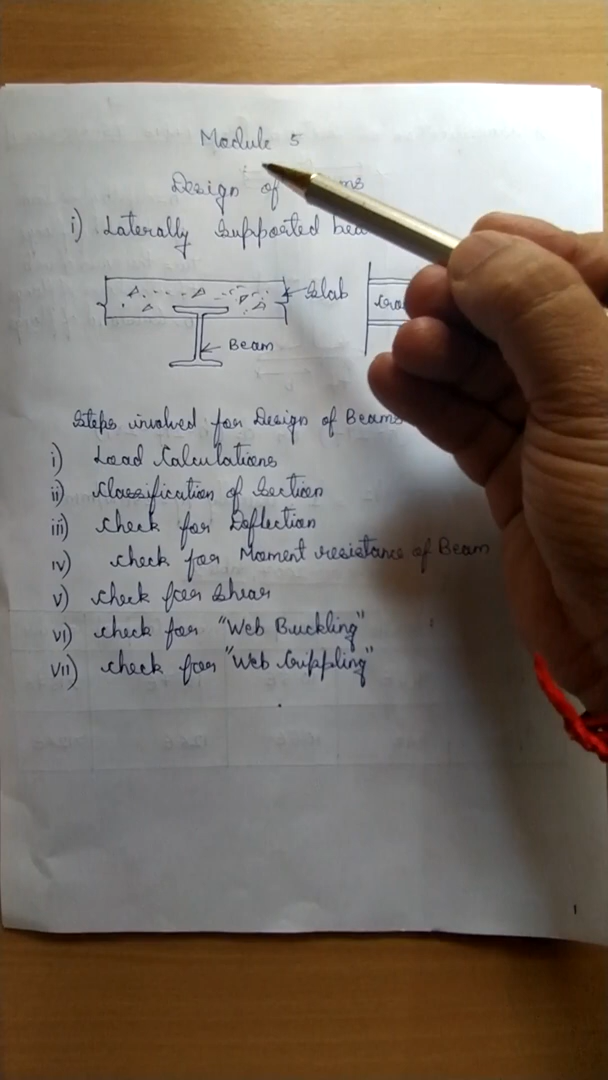 Module 5
Design of
i) Laterally Supported
Slab
Beam
Steps involved for Design of Beams
i) Load Calculations
ii) Classification of Section
iii) Check for Deflection
iv) Check for Moment resistance of Beam
v) Check for Shear
vi) Check for "Web Buckling"
vii) Check for "Web Crippling"
1